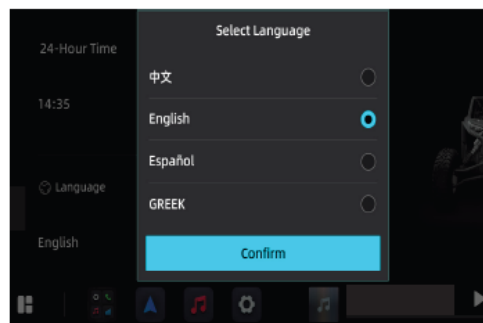 Select Language
24-Hour Time
中文
14:35
English
Español
Language
GREEK
English
Confirm